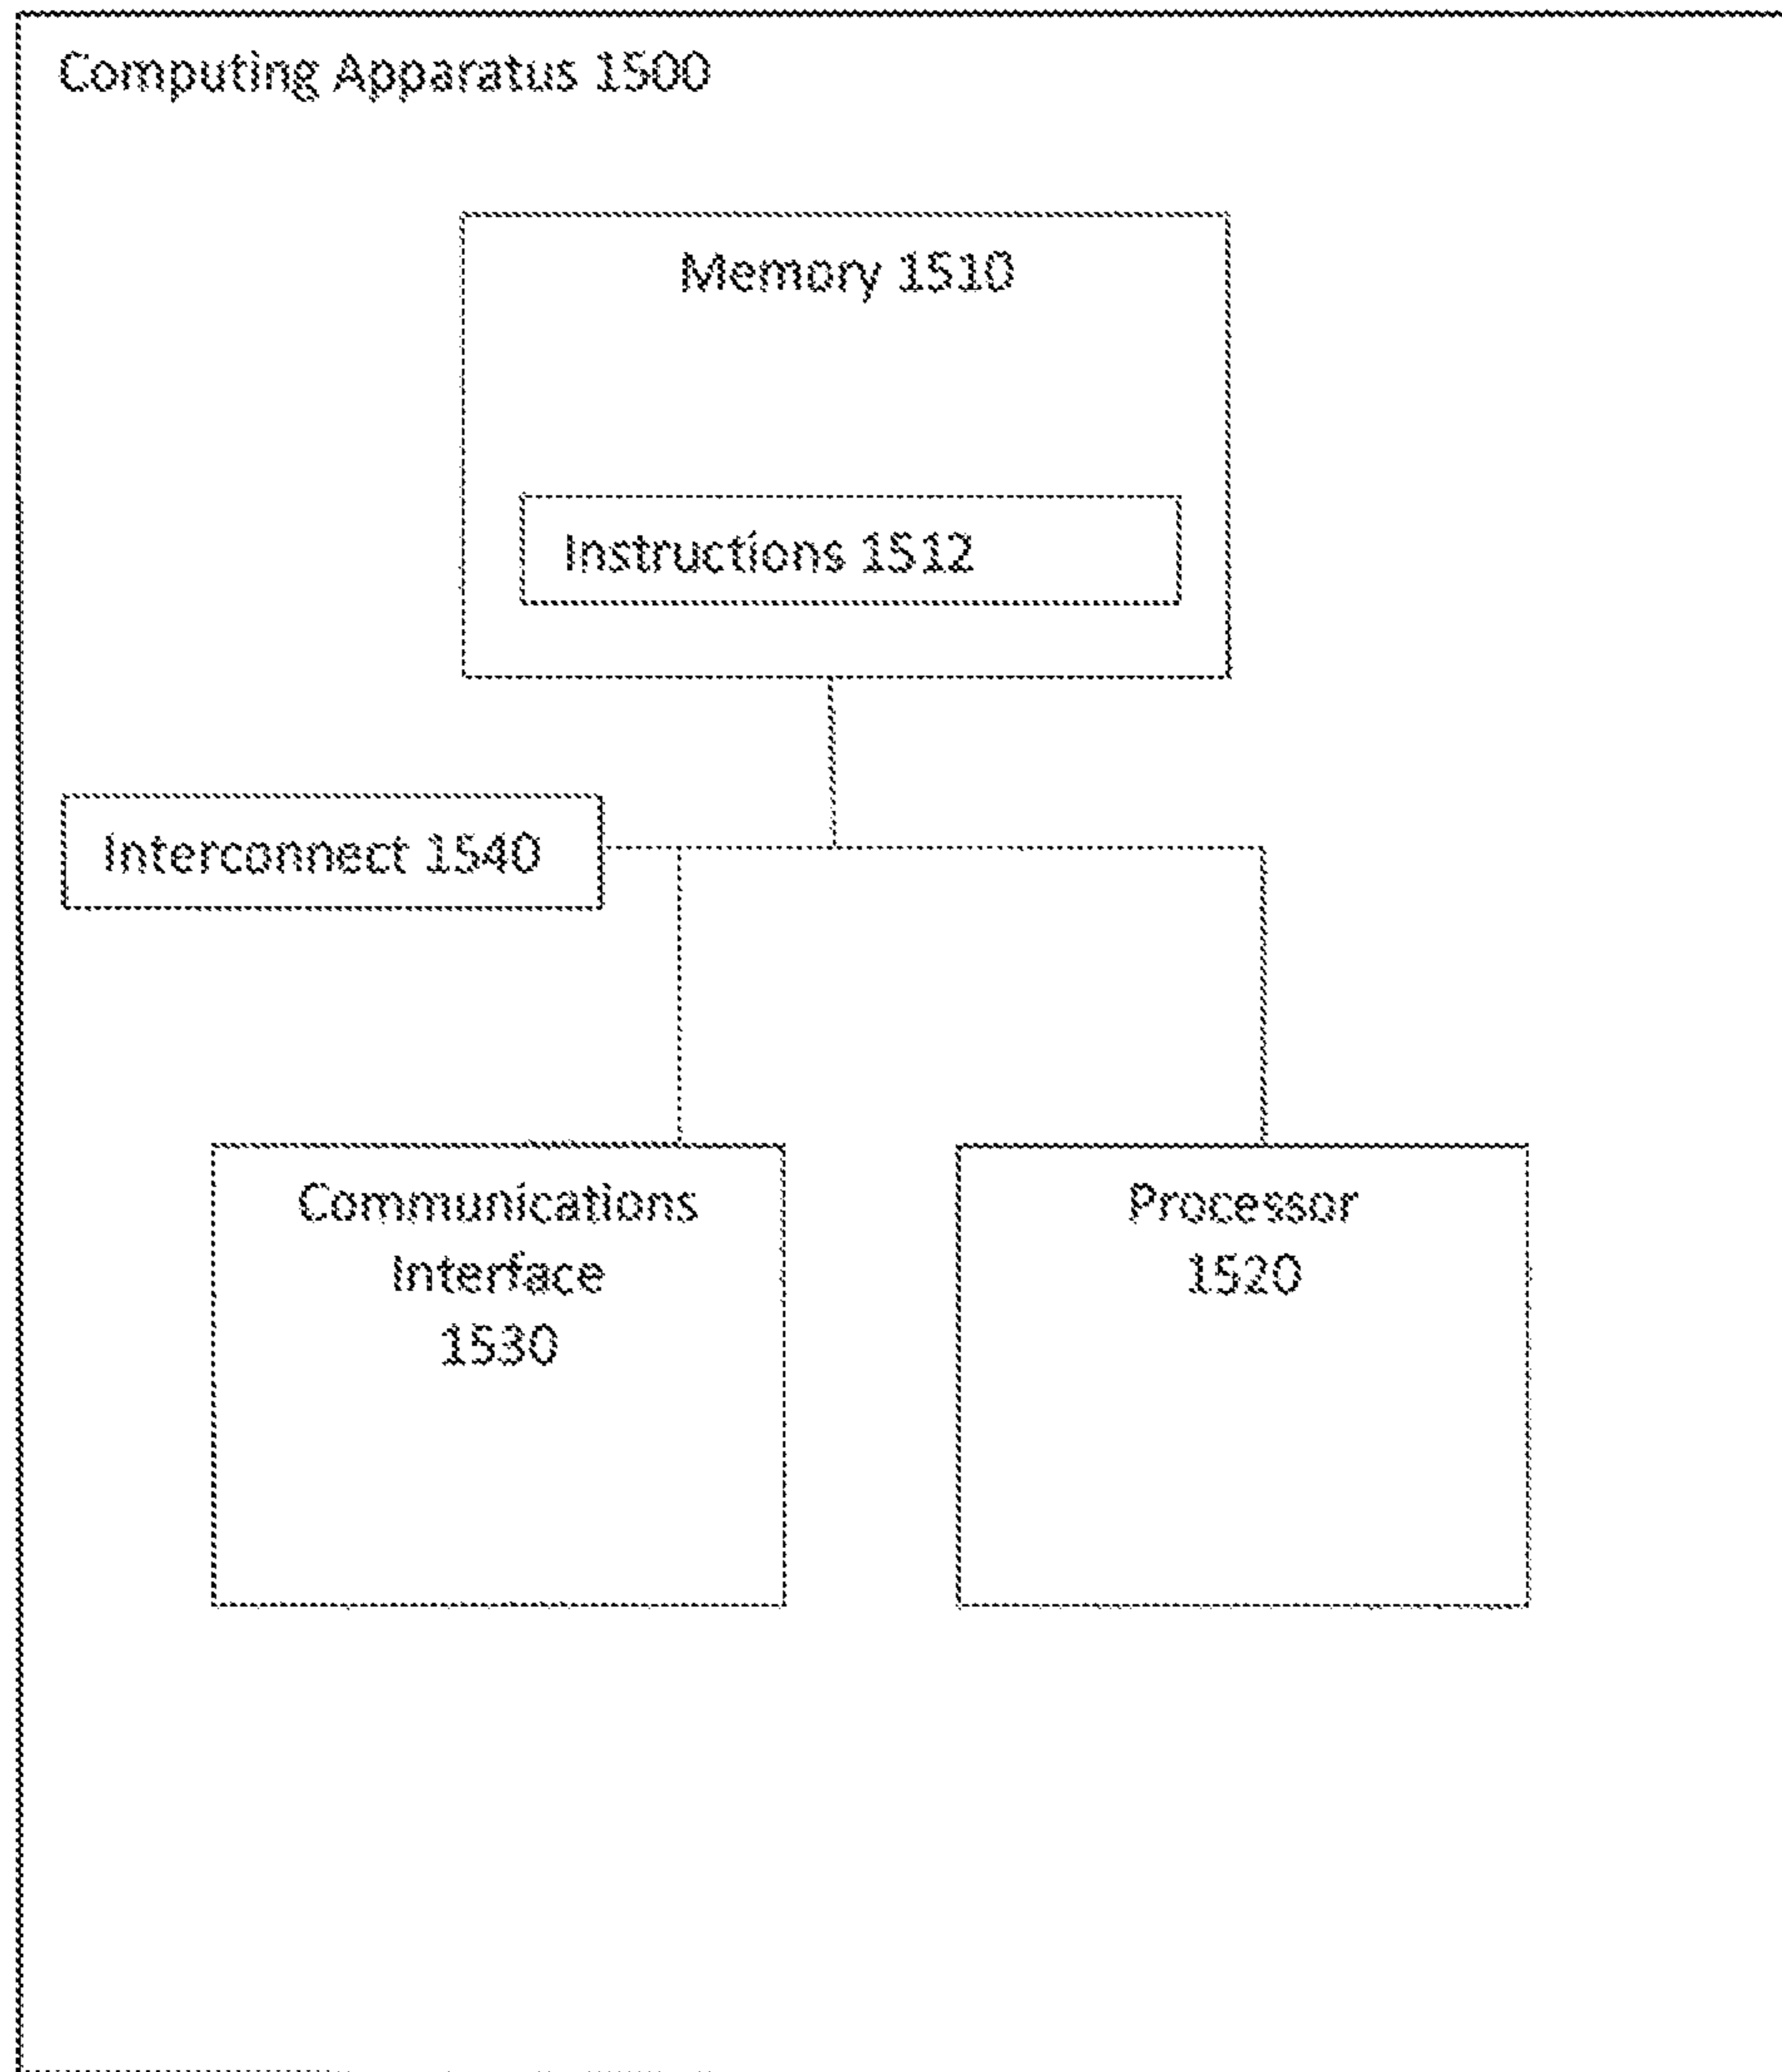 Computing Apparatus 1500
Memory 1510
Instructions 1512
Interconnect 1540
Communications
Interface
1530
Processor
1520